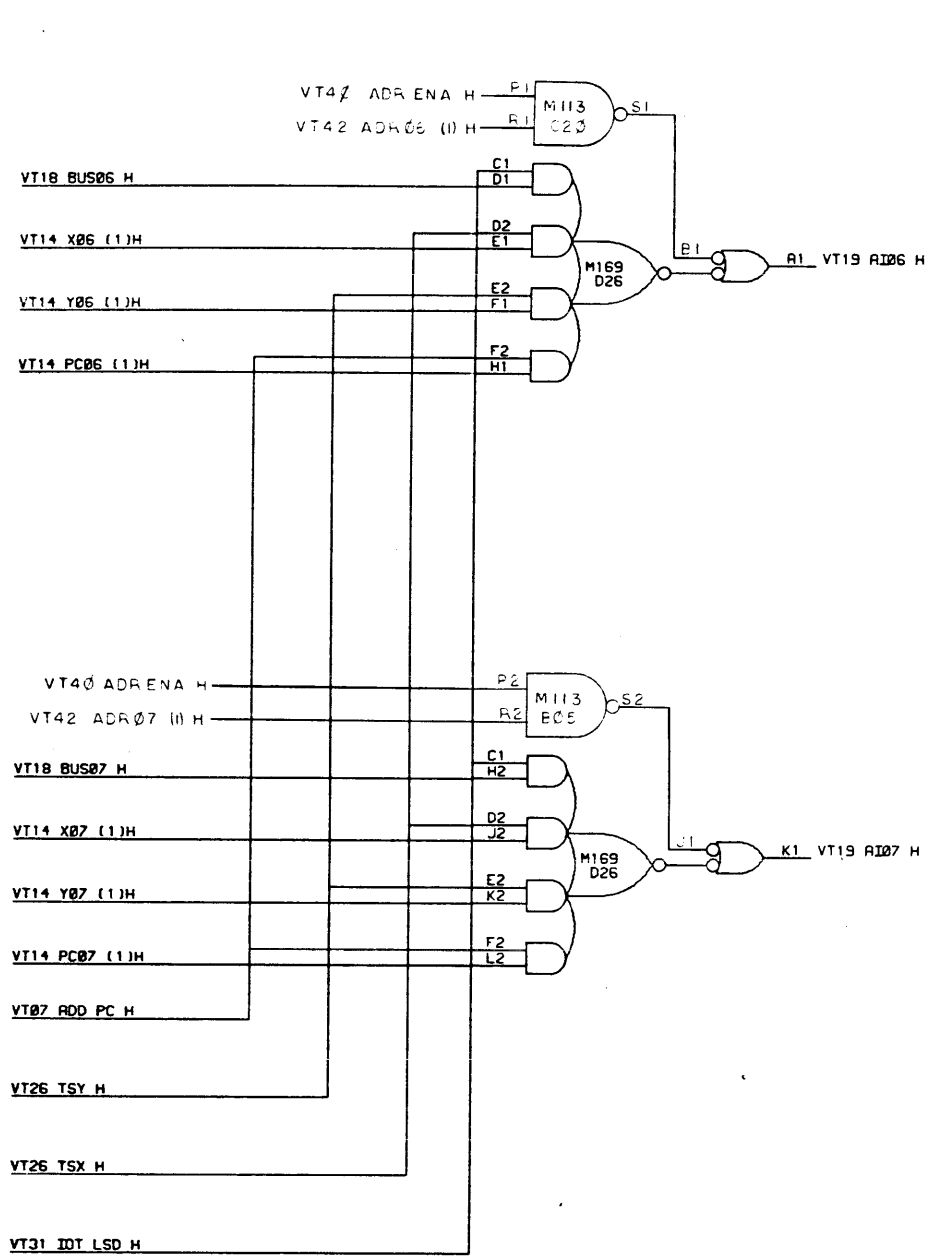 VT4Ø ADR ENA H P1
M113 S1
VT42 ADRØ6 (1) H R1 C2Ø
C1
VT18 BUSØ6 H D1
D2
VT14 XØ6 (1)H E1
B1
A1 VT19 AIØ6 H
M169
D26
E2
VT14 YØ6 (1)H F1
F2
VT14 PCØ6 (1)H H1
VT4Ø ADR ENA H P2
M113 S2
VT42 ADRØ7 (1) H R2
C1
VT18 BUSØ7 H H2
D2
VT14 XØ7 (1)H J2
J1
K1 VT19 AIØ7 H
M169
D26
E2
VT14 YØ7 (1)H K2
F2
VT14 PCØ7 (1)H L2
VTØ7 ADD PC H
VT26 TSY H
VT26 TSX H
VT31 IOT LSD H